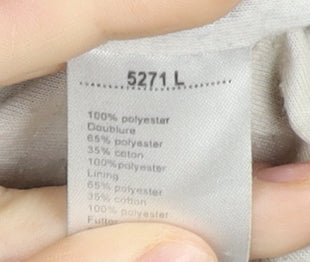 5271 L
100% polyester
Doublure
65% polyester
35% coton
100%polyester
Lining
65% polyester
35% cotton
100% polyester